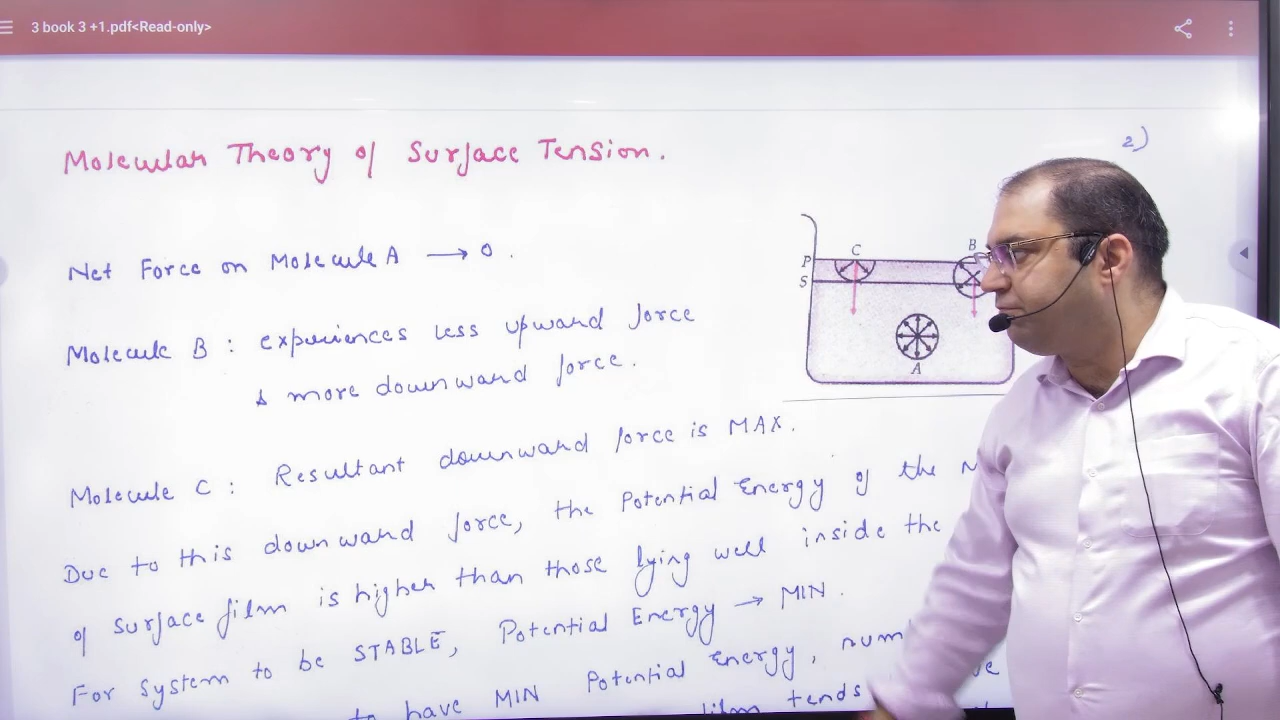 3 book 3 +1.pdf<Read-only>
2)
Molecular Theory of Surface Tension.
Net Force on Molecule A → 0.
Molecule B : experiences less upward force
& more downward force.
Molecule C : Resultant downward force is MAX.
Due to this downward force, the Potential Energy of the
of surface film is higher than those lying well inside the
For system to be STABLE, Potential Energy → MIN.
to have MIN Potential Energy,
film tends
C
B
P
S
A